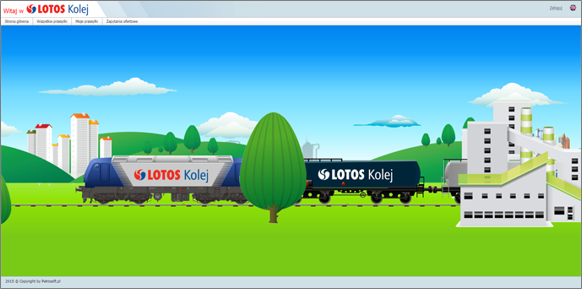 Witaj w LOTOS Kolej
Zaloguj
Strona główna Wszystkie przesyłki Moje przesyłki Zapytania ofertowe
LOTOS Kolej
LOTOS Kolej
2015 © Copyright by Petrosoft.pl